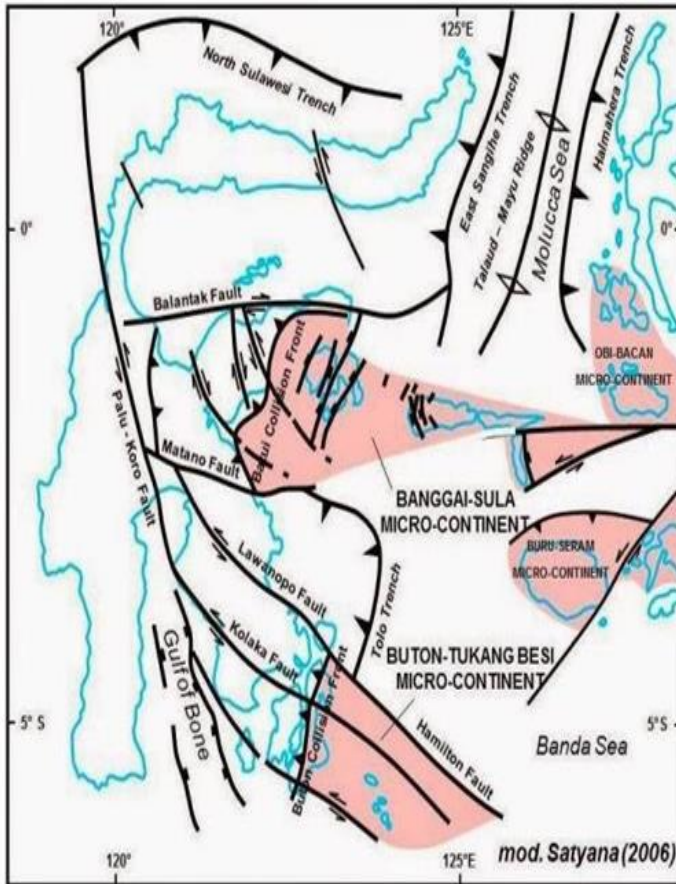 120°
125°E
North Sulawesi Trench
East Sangihe Trench
Talaud – Mayu Ridge
Molucca Sea
Halmahera Trench
0°
0°
Balantak Fault
OBI-BACAN
MICRO-CONTINENT
Batui Collision Front
Palu - Koro Fault
Matano Fault
BANGGAI-SULA
MICRO-CONTINENT
BURU-SERAM
MICRO-CONTINENT
Lawanopo Fault
Tolo Trench
Kolaka Fault
Gulf of Bone
BUTON-TUKANG BESI
MICRO-CONTINENT
Buton Collision Front
Hamilton Fault
5° S
5° S
Banda Sea
120°
125°E
mod. Satyana (2006)